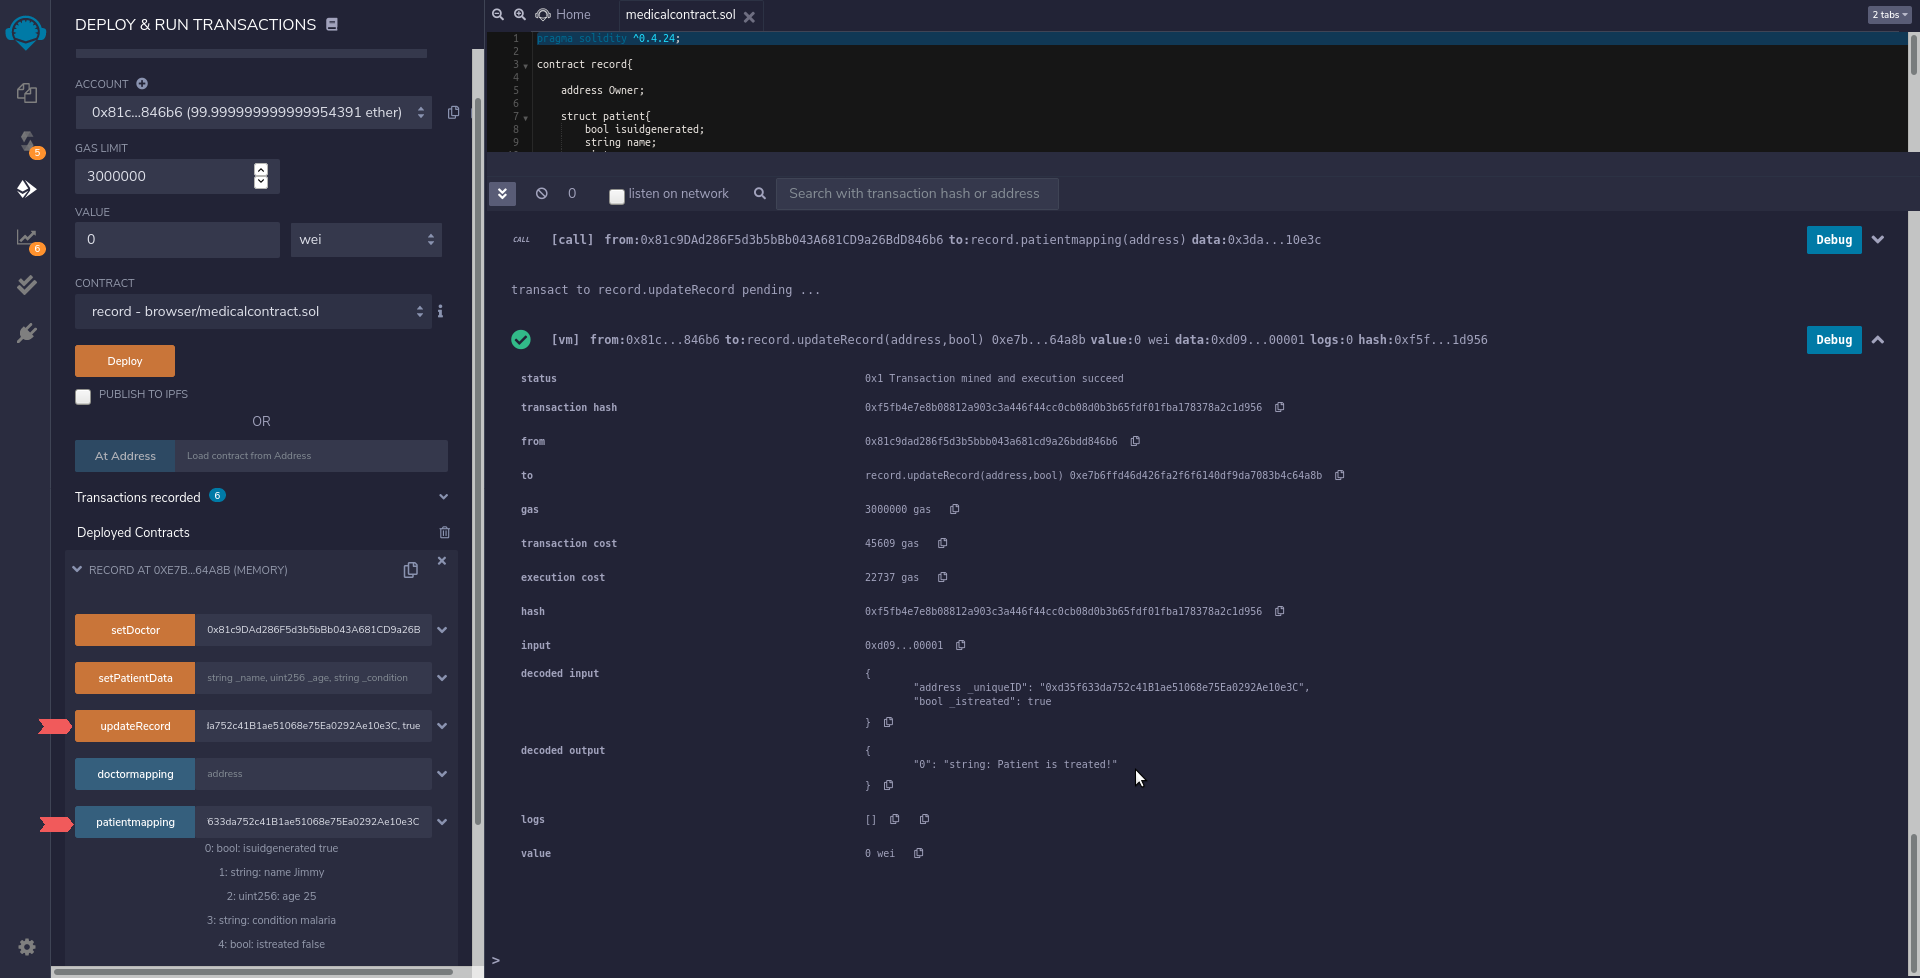 DEPLOY & RUN TRANSACTIONS
ACCOUNT
0x81c...846b6 (99.999999999999954391 ether)
GAS LIMIT
3000000
VALUE
0
wei
CONTRACT
record - browser/medicalcontract.sol
Deploy
PUBLISH TO IPFS
OR
At Address
Load contract from Address
Transactions recorded 6
Deployed Contracts
RECORD AT 0XE7B...64A8B (MEMORY)
setDoctor 0x81c9DAd286F5d3b5bBb043A681CD9a26B
setPatientData string _name, uint256 _age, string _condition
updateRecord la752c41B1ae51068e75Ea0292Ae10e3C, true
doctormapping address
patientmapping '633da752c41B1ae51068e75Ea0292Ae10e3C
0: bool: isuidgenerated true
1: string: name Jimmy
2: uint256: age 25
3: string: condition malaria
4: bool: istreated false
5
6
Home
medicalcontract.sol
2 tabs
1 pragma solidity ^0.4.24;
2
3 contract record{
4
5 address Owner;
6
7 struct patient{
8 bool isuidgenerated;
9 string name;
0
listen on network
Search with transaction hash or address
CALL [call] from:0x81c9DAd286F5d3b5bBb043A681CD9a26BdD846b6 to:record.patientmapping(address) data:0x3da...10e3c Debug
transact to record.updateRecord pending ...
[vm] from:0x81c...846b6 to:record.updateRecord(address,bool) 0xe7b...64a8b value:0 wei data:0xd09...00001 logs:0 hash:0xf5f...1d956 Debug
status 0x1 Transaction mined and execution succeed
transaction hash 0xf5fb4e7e8b08812a903c3a446f44cc0cb08d0b3b65fdf01fba178378a2c1d956
from 0x81c9dad286f5d3b5bbb043a681cd9a26bdd846b6
to record.updateRecord(address,bool) 0xe7b6ffd46d426fa2f6f6140df9da7083b4c64a8b
gas 3000000 gas
transaction cost 45609 gas
execution cost 22737 gas
hash 0xf5fb4e7e8b08812a903c3a446f44cc0cb08d0b3b65fdf01fba178378a2c1d956
input 0xd09...00001
decoded input {
"address _uniqueID": "0xd35f633da752c41B1ae51068e75Ea0292Ae10e3C",
"bool _istreated": true
}
decoded output {
"0": "string: Patient is treated!"
}
logs []
value 0 wei
>